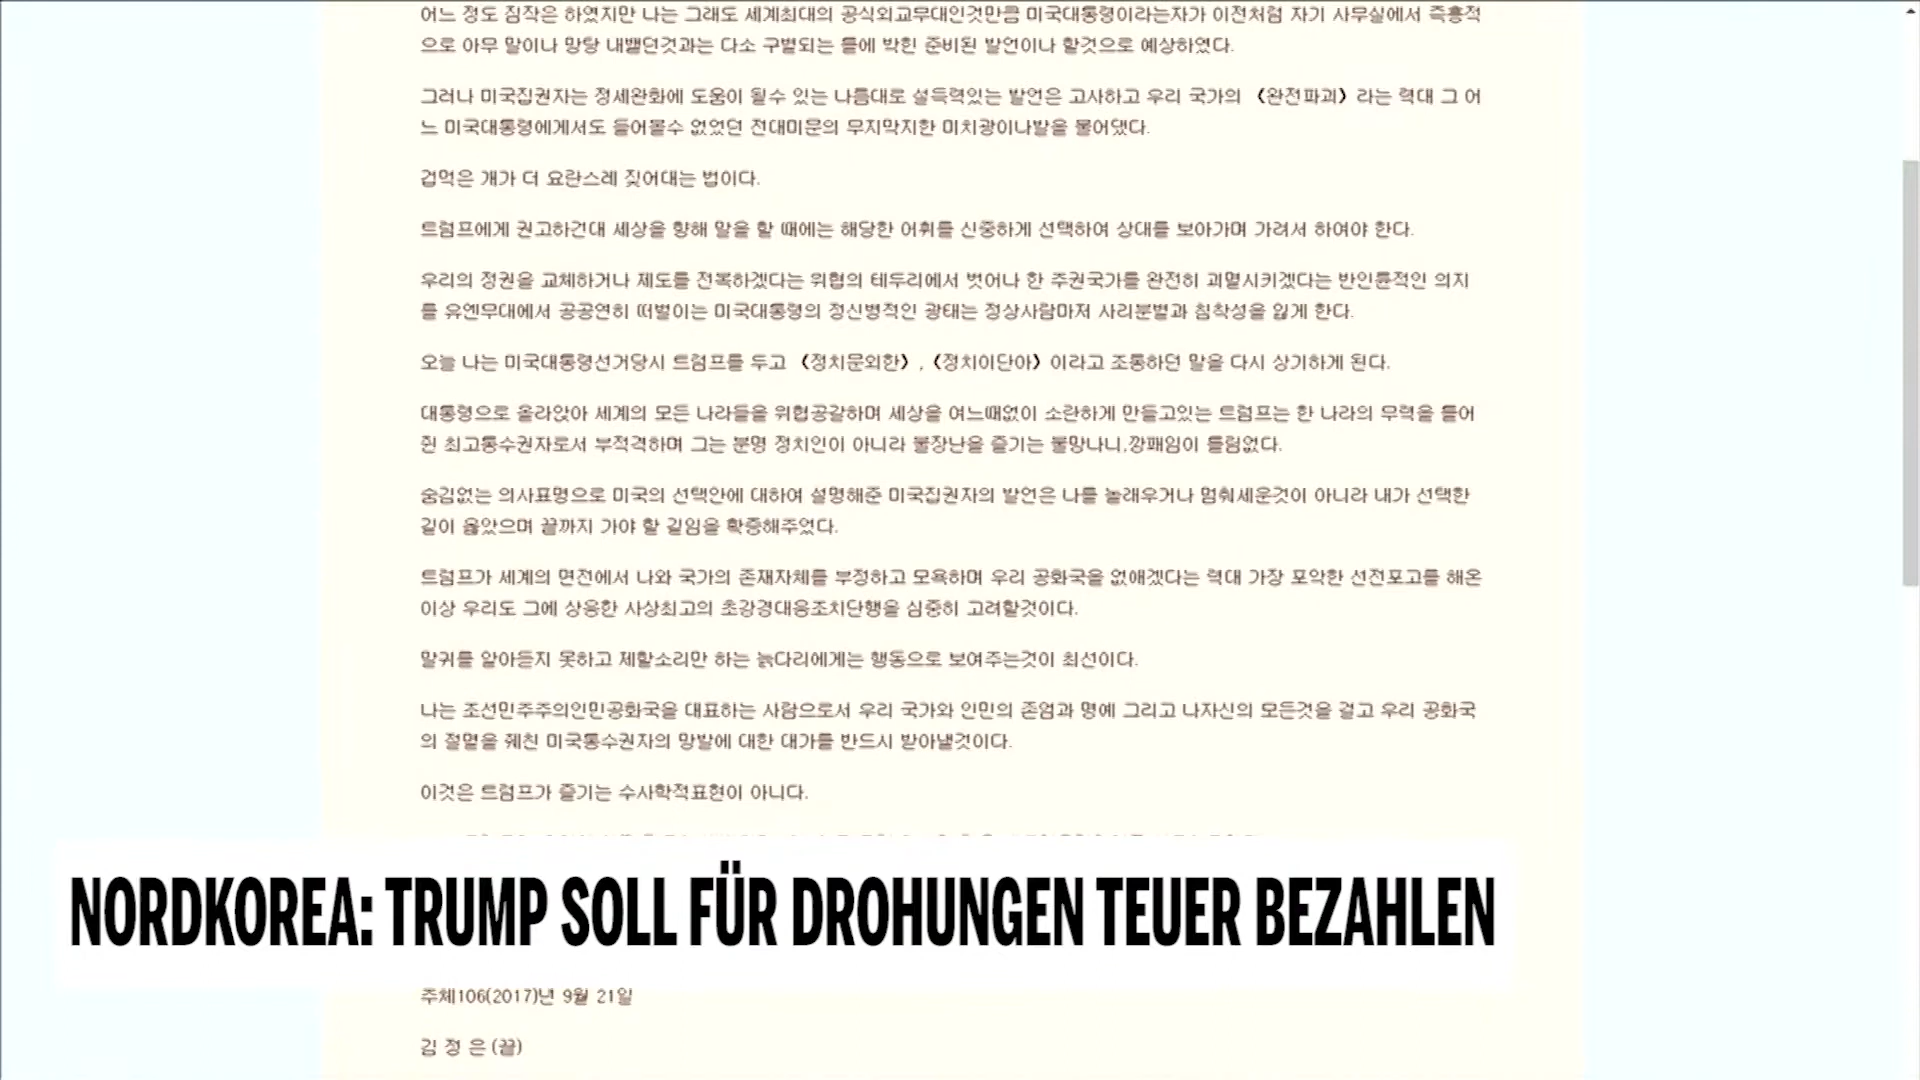 어느 정도 짐작은 하였지만 나는 그래도 세계최대의 공식외교무대인것만큼 미국대통령이라는자가 이전처럼 자기 사무실에서 즉흥적
으로 아무 말이나 망탕 내뱉던것과는 다소 구별되는 틀에 박힌 준비된 발언이나 할것으로 예상하였다.
그러나 미국집권자는 정세완화에 도움이 될수 있는 나름대로 설득력있는 발언은 고사하고 우리 국가의 《완전파괴》라는 력대 그 어
느 미국대통령에게서도 들어볼수 없었던 전대미문의 무지막지한 미치광이나발을 불어댔다.
겁먹은 개가 더 요란스레 짖어대는 법이다.
트럼프에게 권고하건대 세상을 향해 말을 할 때에는 해당한 어휘를 신중하게 선택하여 상대를 보아가며 가려서 하여야 한다.
우리의 정권을 교체하거나 제도를 전복하겠다는 위협의 테두리에서 벗어나 한 주권국가를 완전히 괴멸시키겠다는 반인륜적인 의지
를 유엔무대에서 공공연히 떠벌이는 미국대통령의 정신병적인 광태는 정상사람마저 사리분별과 침착성을 잃게 한다.
오늘 나는 미국대통령선거당시 트럼프를 두고 《정치문외한》, 《정치이단아》이라고 조롱하던 말을 다시 상기하게 된다.
대통령으로 올라앉아 세계의 모든 나라들을 위협공갈하며 세상을 여느때없이 소란하게 만들고있는 트럼프는 한 나라의 무력을 틀어
쥔 최고통수권자로서 부적격하며 그는 분명 정치인이 아니라 불장난을 즐기는 불망나니,깡패임이 틀림없다.
숨김없는 의사표명으로 미국의 선택안에 대하여 설명해준 미국집권자의 발언은 나를 놀래우거나 멈춰세운것이 아니라 내가 선택한
길이 옳았으며 끝까지 가야 할 길임을 확증해주었다.
트럼프가 세계의 면전에서 나와 국가의 존재자체를 부정하고 모욕하며 우리 공화국을 없애겠다는 력대 가장 포악한 선전포고를 해온
이상 우리도 그에 상응한 사상최고의 초강경대응조치단행을 심중히 고려할것이다.
말귀를 알아듣지 못하고 제할소리만 하는 늙다리에게는 행동으로 보여주는것이 최선이다.
나는 조선민주주의인민공화국을 대표하는 사람으로서 우리 국가와 인민의 존엄과 명예 그리고 나자신의 모든것을 걸고 우리 공화국
의 절멸을 줴친 미국통수권자의 망발에 대한 대가를 반드시 받아낼것이다.
이것은 트럼프가 즐기는 수사학적표현이 아니다.
NORDKOREA: TRUMP SOLL FÜR DROHUNGEN TEUER BEZAHLEN
주체106(2017)년 9월 21일
김 정 은(끝)